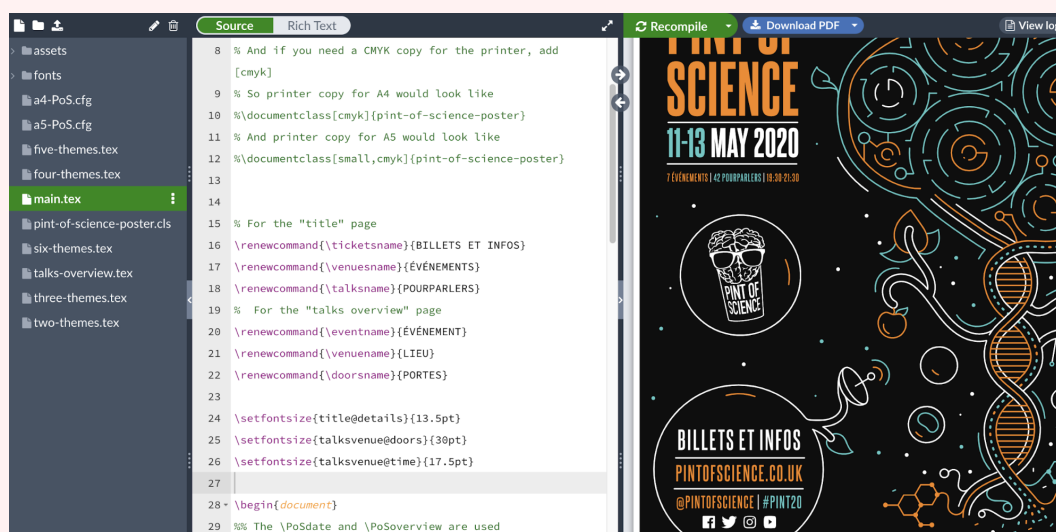 Source
Rich Text
Recompile
Download PDF
View log
assets
fonts
a4-PoS.cfg
a5-PoS.cfg
five-themes.tex
four-themes.tex
main.tex
pint-of-science-poster.cls
six-themes.tex
talks-overview.tex
three-themes.tex
two-themes.tex
8 % And if you need a CMYK copy for the printer, add
[cmyk]
9 % So printer copy for A4 would look like
10 %\documentclass[cmyk]{pint-of-science-poster}
11 % And printer copy for A5 would look like
12 %\documentclass[small,cmyk]{pint-of-science-poster}
13
14
15 % For the "title" page
16 \renewcommand{\ticketsname}{BILLETS ET INFOS}
17 \renewcommand{\venuesname}{ÉVÉNEMENTS}
18 \renewcommand{\talksname}{POURPARLERS}
19 %  For the "talks overview" page
20 \renewcommand{\eventname}{ÉVÉNEMENT}
21 \renewcommand{\venuename}{LIEU}
22 \renewcommand{\doorsname}{PORTES}
23
24 \setfontsize{title@details}{13.5pt}
25 \setfontsize{talksvenue@doors}{30pt}
26 \setfontsize{talksvenue@time}{17.5pt}
27
28 \begin{document}
29 %% The \PoSdate and \PoSoverview are used
PINT OF
SCIENCE
11-13 MAY 2020
7 ÉVÉNEMENTS | 42 POURPARLERS | 19:30-21:30
PINT OF
SCIENCE
BILLETS ET INFOS
PINTOFSCIENCE.CO.UK
@PINTOFSCIENCE | #PINT20